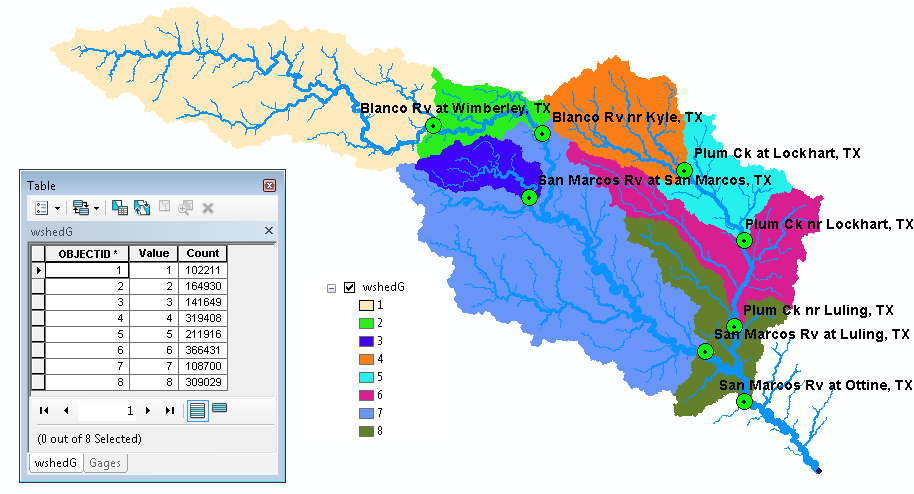 Blanco Rv at Wimberley, TX
Blanco Rv nr Kyle, TX
Plum Ck at Lockhart, TX
San Marcos Rv at San Marcos, TX
Plum Ck nr Lockhart, TX
Plum Ck nr Luling, TX
San Marcos Rv at Luling, TX
San Marcos Rv at Ottine, TX
Table
wshedG
OBJECTID * Value Count
1 1 102211
2 2 164930
3 3 141649
4 4 319408
5 5 211916
6 6 366431
7 7 108700
8 8 309029
1
(0 out of 8 Selected)
wshedG Gages
wshedG
1
2
3
4
5
6
7
8